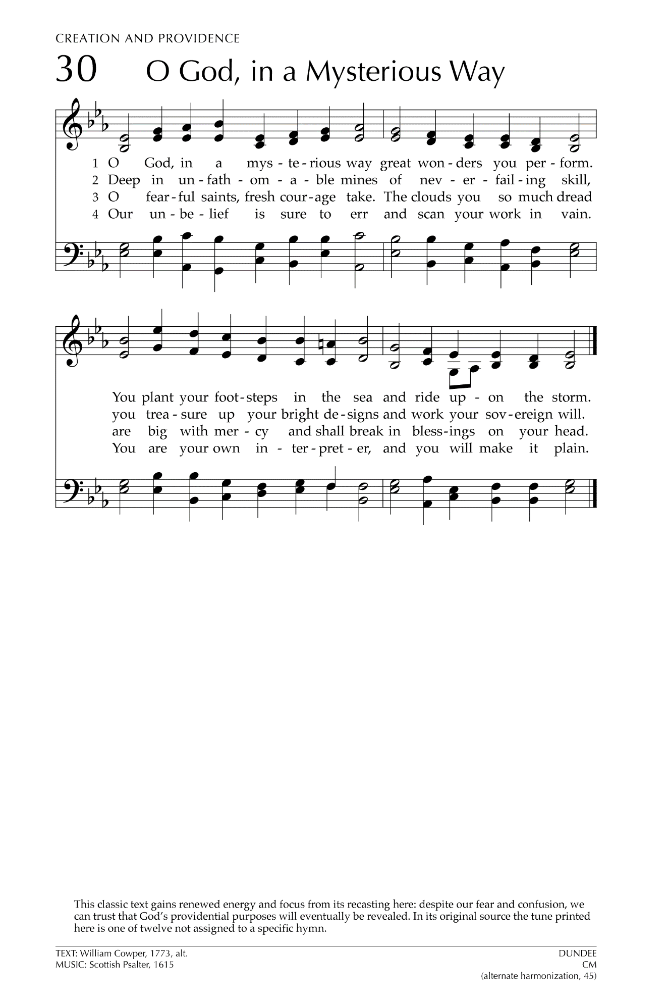 CREATION AND PROVIDENCE
30 O God, in a Mysterious Way
1 O God, in a mys - te - rious way great won - ders you per - form.
2 Deep in un - fath - om - a - ble mines of nev - er - fail - ing skill,
3 O fear - ful saints, fresh cour - age take. The clouds you so much dread
4 Our un - be - lief is sure to err and scan your work in vain.
You plant your foot - steps in the sea and ride up - on the storm.
you trea - sure up your bright de - signs and work your sov - ereign will.
are big with mer - cy and shall break in bless - ings on your head.
You are your own in - ter - pret - er, and you will make it plain.
This classic text gains renewed energy and focus from its recasting here: despite our fear and confusion, we
can trust that God's providential purposes will eventually be revealed. In its original source the tune printed
here is one of twelve not assigned to a specific hymn.
TEXT: William Cowper, 1773, alt. DUNDEE
MUSIC: Scottish Psalter, 1615 CM
(alternate harmonization, 45)